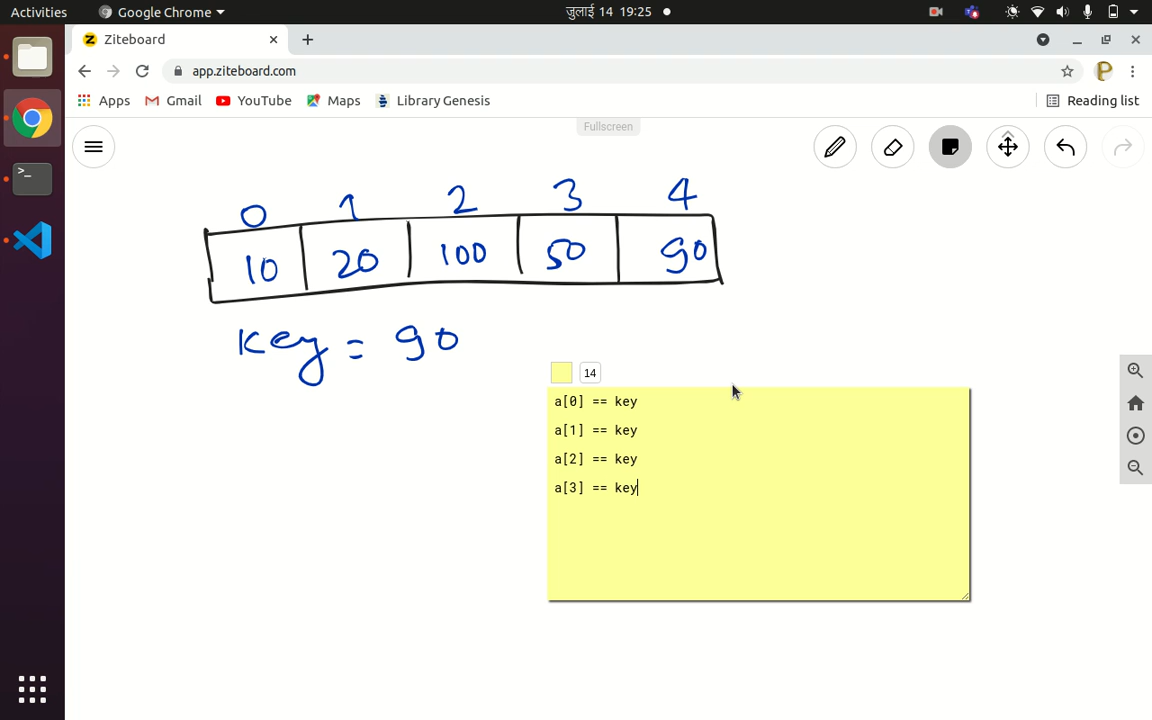 Activities Google Chrome जुलाई 14 19:25
Ziteboard
app.ziteboard.com
Apps Gmail YouTube Maps Library Genesis Reading list
Fullscreen
0 1 2 3 4
10 20 100 50 90
key = 90
14
a[0] == key
a[1] == key
a[2] == key
a[3] == key